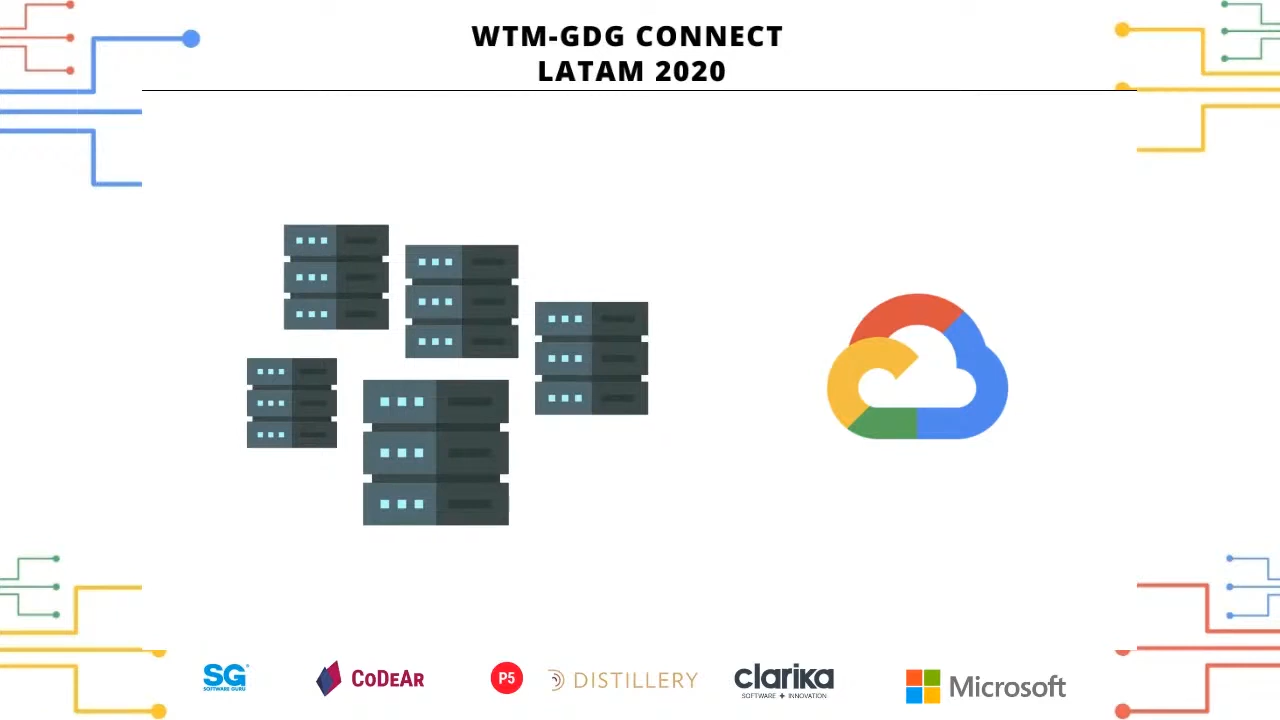 WTM-GDG CONNECT
LATAM 2020
SG
SOFTWARE GURU
CODEAR
P5
DISTILLERY
clarika
SOFTWARE + INNOVATION
Microsoft